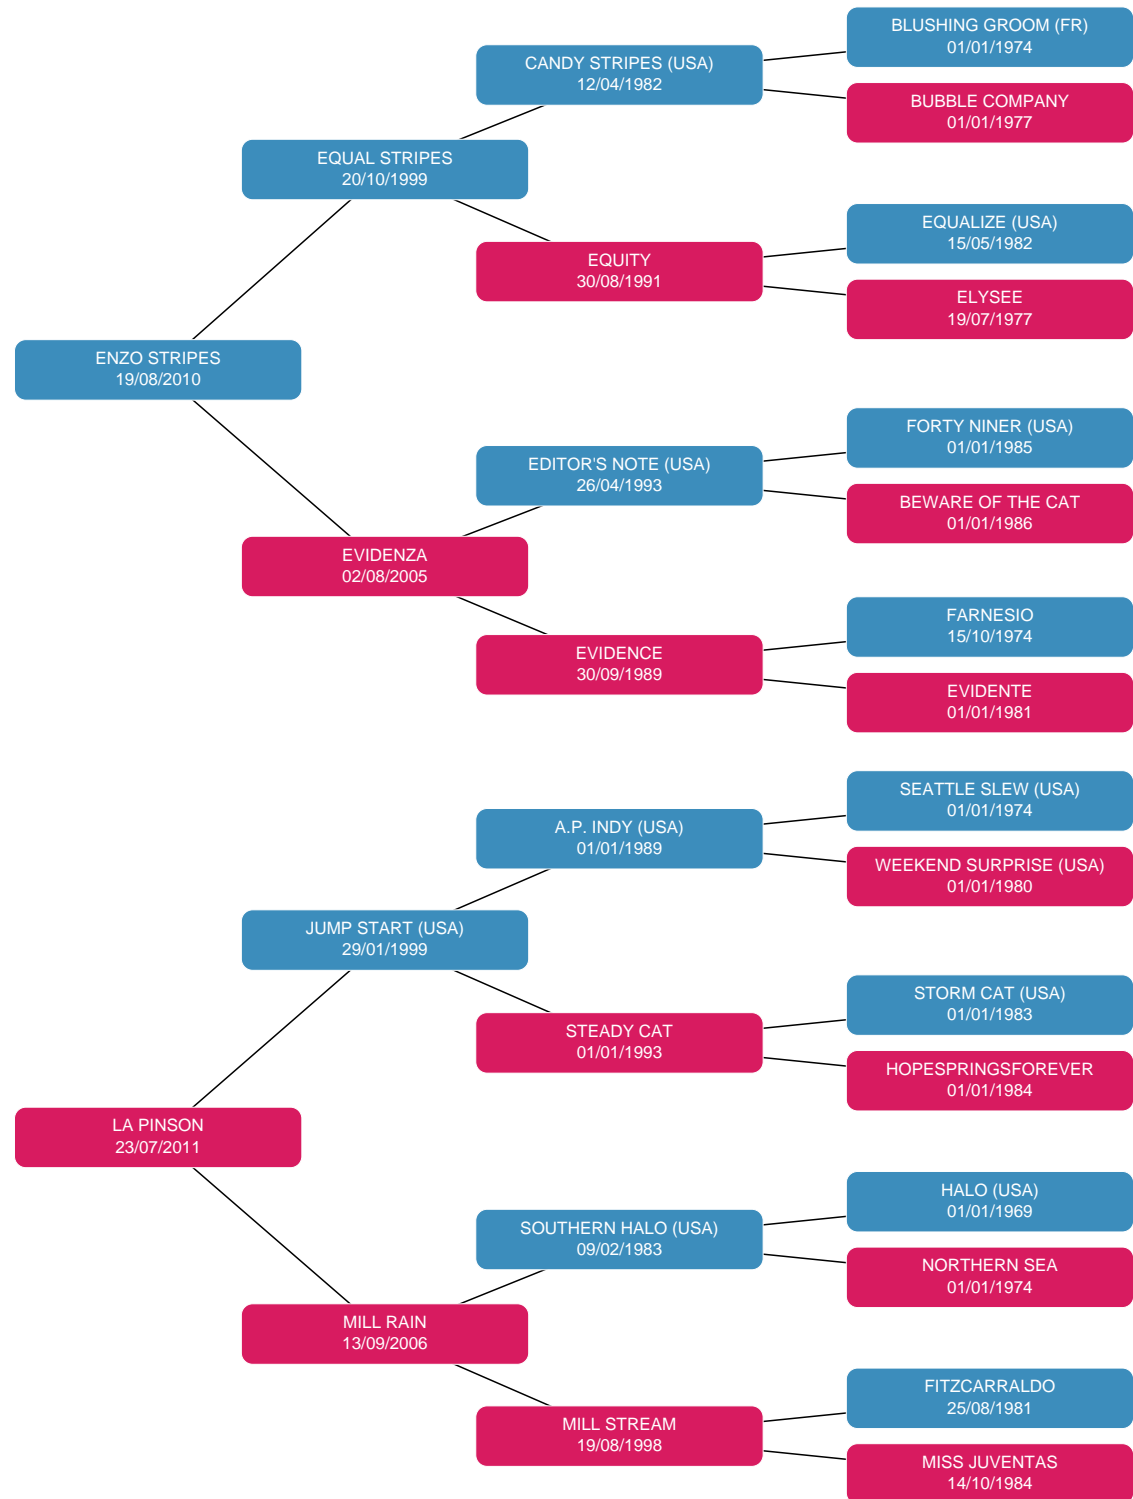 BLUSHING GROOM (FR)
01/01/1974
CANDY STRIPES (USA)
12/04/1982
BUBBLE COMPANY
01/01/1977
EQUAL STRIPES
20/10/1999
EQUALIZE (USA)
15/05/1982
EQUITY
30/08/1991
ELYSEE
19/07/1977
ENZO STRIPES
19/08/2010
FORTY NINER (USA)
01/01/1985
EDITOR'S NOTE (USA)
26/04/1993
BEWARE OF THE CAT
01/01/1986
EVIDENZA
02/08/2005
FARNESIO
15/10/1974
EVIDENCE
30/09/1989
EVIDENTE
01/01/1981
SEATTLE SLEW (USA)
01/01/1974
A.P. INDY (USA)
01/01/1989
WEEKEND SURPRISE (USA)
01/01/1980
JUMP START (USA)
29/01/1999
STORM CAT (USA)
01/01/1983
STEADY CAT
01/01/1993
HOPESPRINGSFOREVER
01/01/1984
LA PINSON
23/07/2011
HALO (USA)
01/01/1969
SOUTHERN HALO (USA)
09/02/1983
NORTHERN SEA
01/01/1974
MILL RAIN
13/09/2006
FITZCARRALDO
25/08/1981
MILL STREAM
19/08/1998
MISS JUVENTAS
14/10/1984